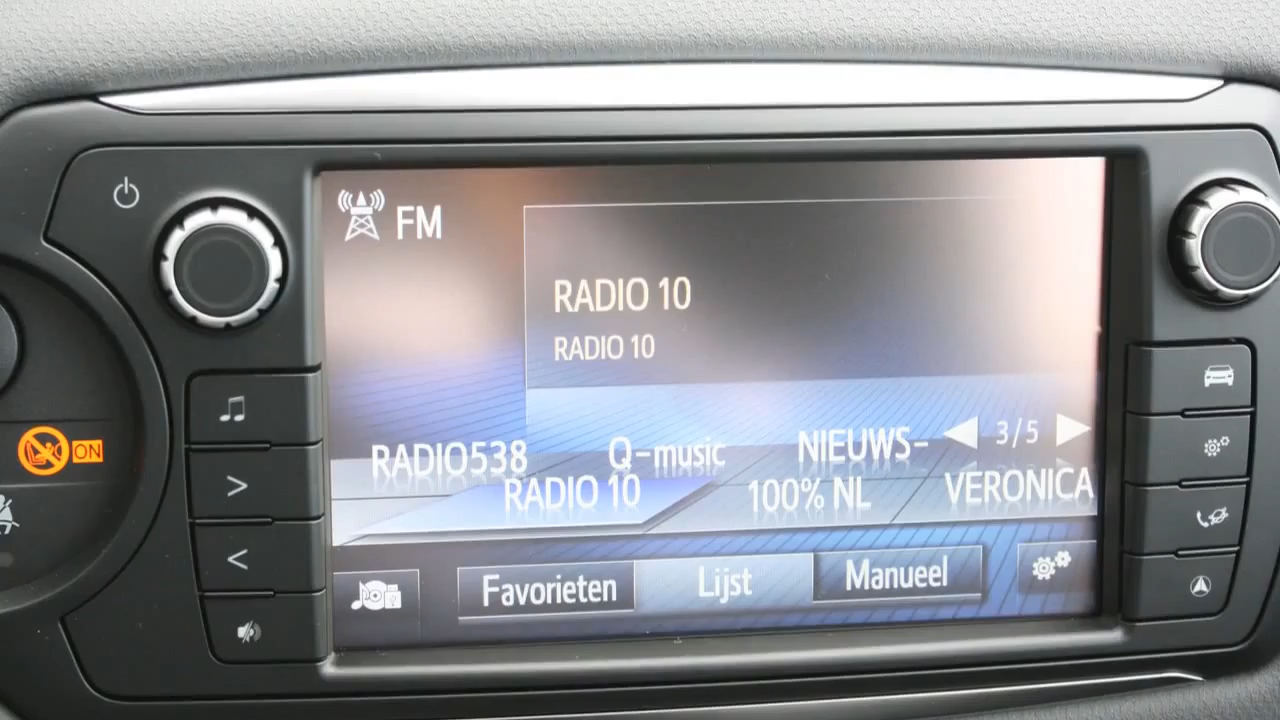 FM
RADIO 10
RADIO 10
3/5
RADIO538 Q-music NIEUWS-
RADIO 10 100% NL VERONICA
Favorieten Lijst Manueel
ON